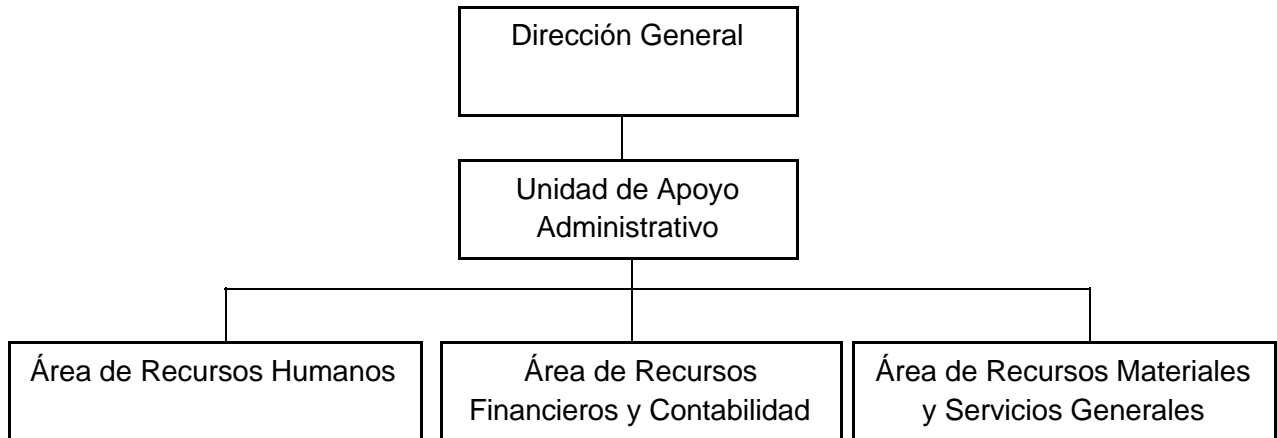 Dirección General
Unidad de Apoyo
Administrativo
Área de Recursos Humanos
Área de Recursos
Financieros y Contabilidad
Área de Recursos Materiales
y Servicios Generales